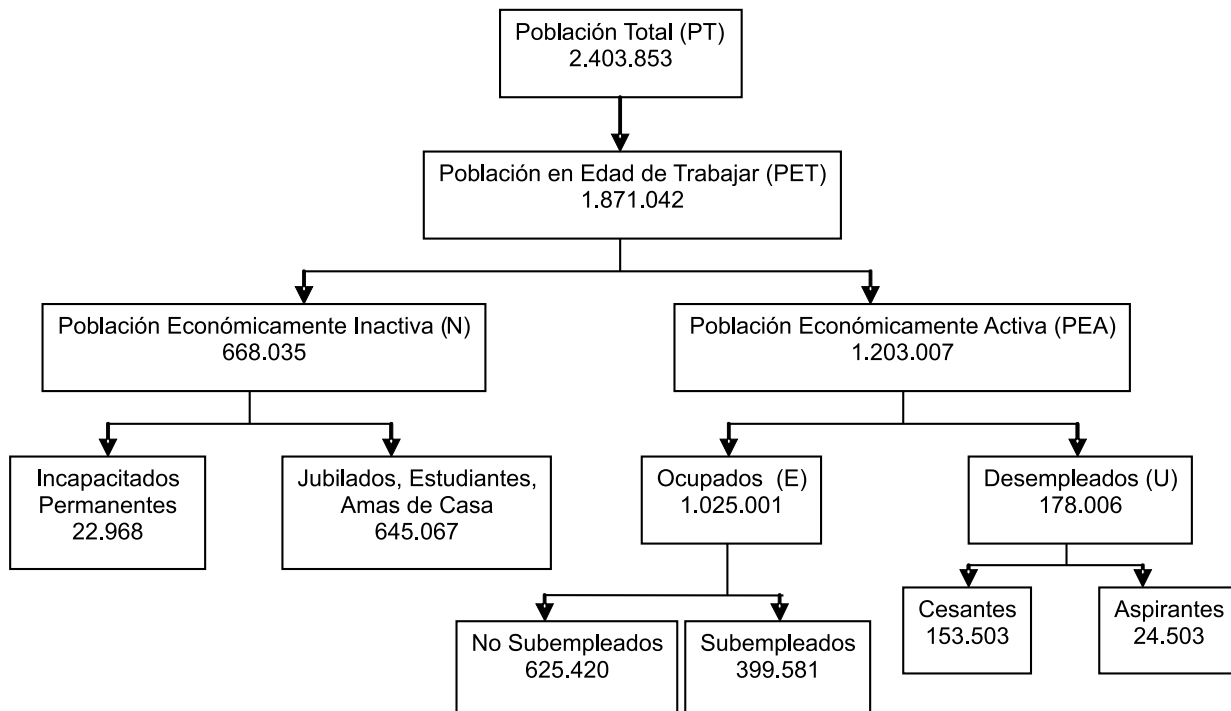 Población Total (PT)
2.403.853
Población en Edad de Trabajar (PET)
1.871.042
Población Económicamente Inactiva (N)
668.035
Población Económicamente Activa (PEA)
1.203.007
Incapacitados
Permanentes
22.968
Jubilados, Estudiantes,
Amas de Casa
645.067
Ocupados (E)
1.025.001
Desempleados (U)
178.006
No Subempleados
625.420
Subempleados
399.581
Cesantes
153.503
Aspirantes
24.503